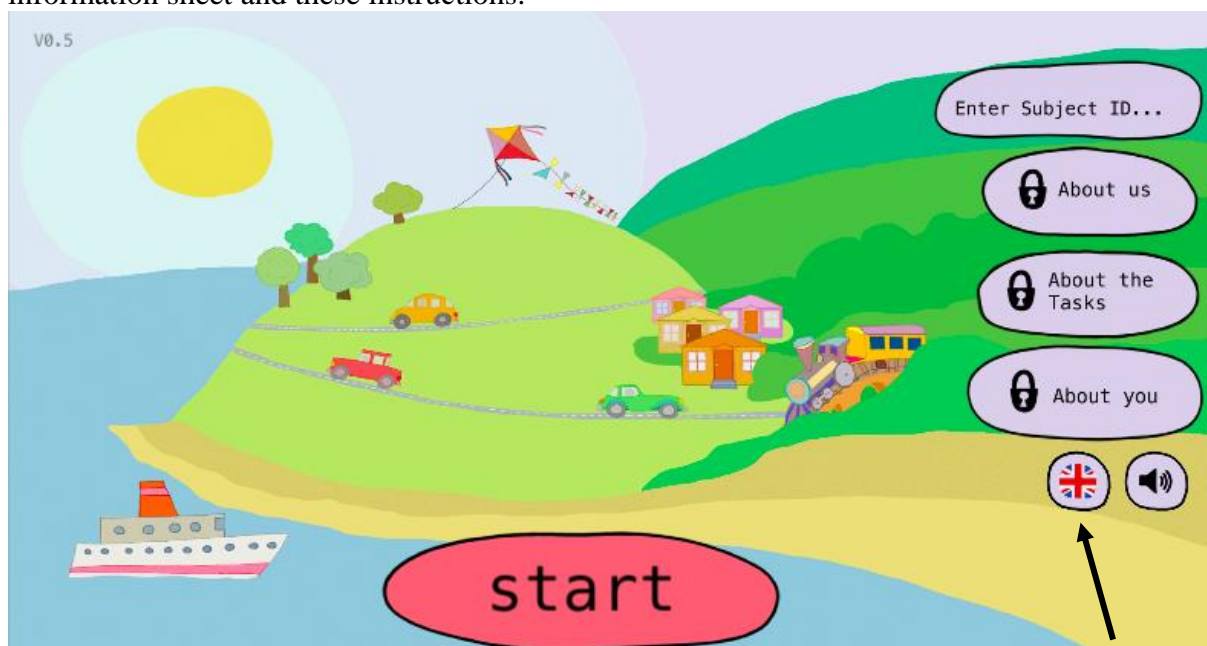 information sheet and these instructions.
V0.5
Enter Subject ID...
About us
About the
Tasks
About you
start